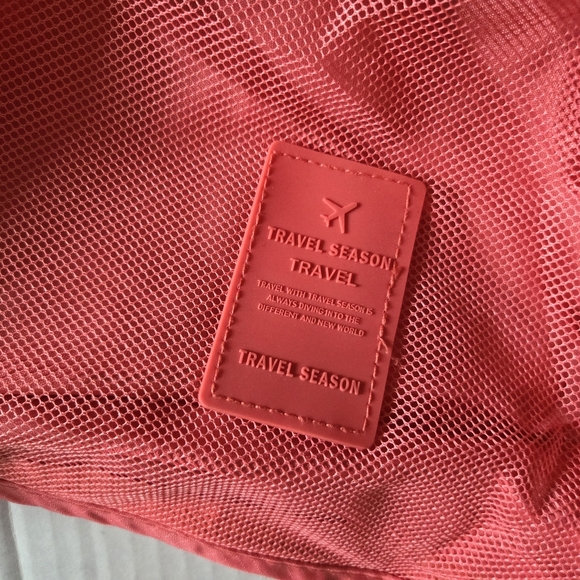 TRAVEL SEASON
TRAVEL
TRAVEL WITH TRAVEL SEASON IS
ALWAYS DIVING INTO THE
DIFFERENT AND NEW WORLD
TRAVEL SEASON